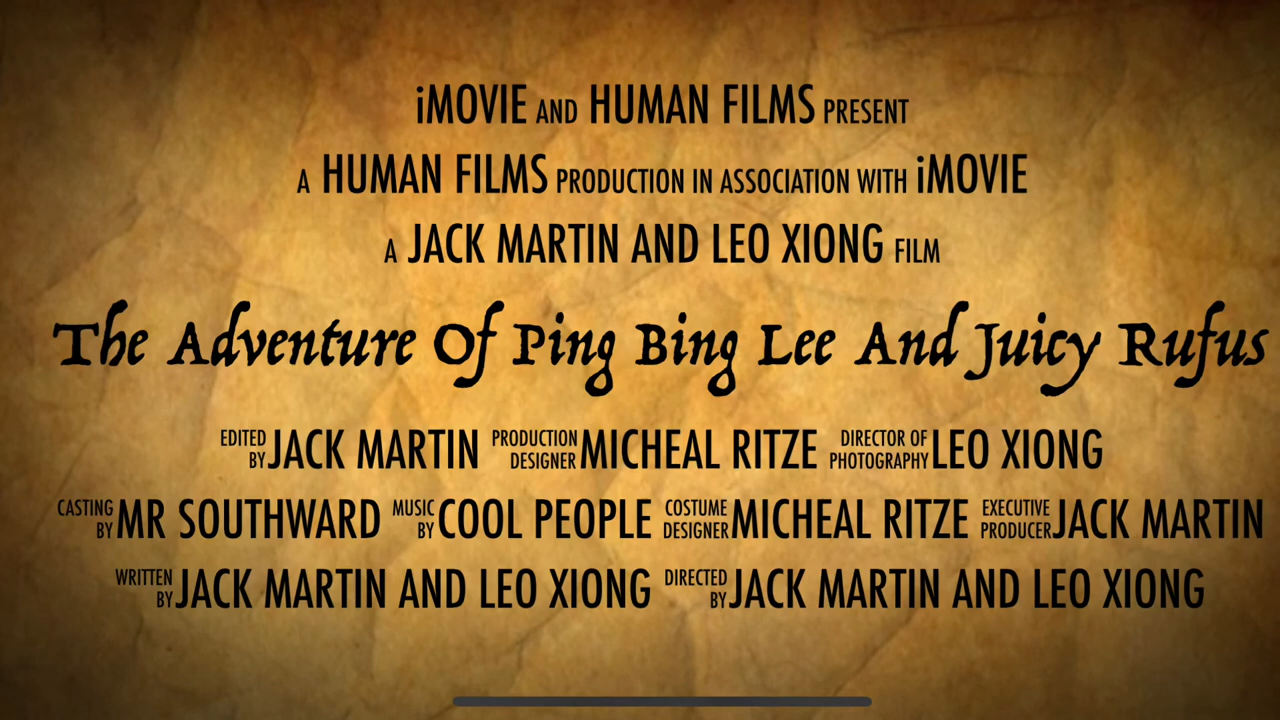 iMOVIE AND HUMAN FILMS PRESENT
A HUMAN FILMS PRODUCTION IN ASSOCIATION WITH iMOVIE
A JACK MARTIN AND LEO XIONG FILM
The Adventure Of Ping Bing Lee And Juicy Rufus
EDITED BY JACK MARTIN PRODUCTION DESIGNER MICHEAL RITZE DIRECTOR OF PHOTOGRAPHY LEO XIONG
CASTING BY MR SOUTHWARD MUSIC BY COOL PEOPLE COSTUME DESIGNER MICHEAL RITZE EXECUTIVE PRODUCER JACK MARTIN
WRITTEN BY JACK MARTIN AND LEO XIONG DIRECTED BY JACK MARTIN AND LEO XIONG